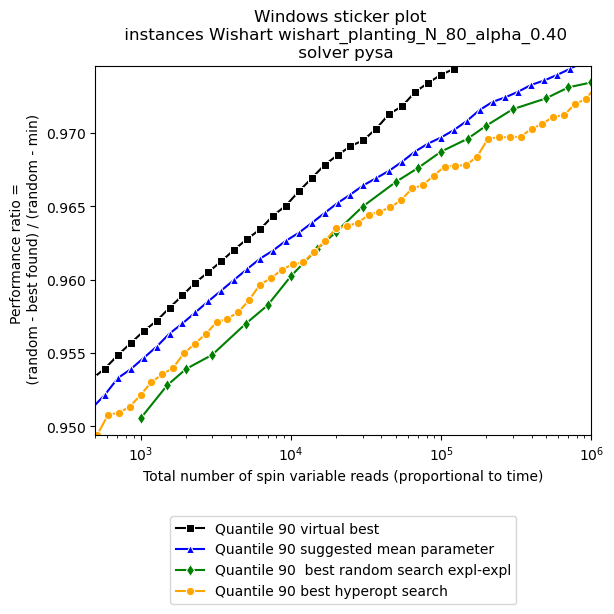 Windows sticker plot
instances Wishart wishart_planting_N_80_alpha_0.40
solver pysa
Performance ratio =
(random - best found) / (random - min)
0.970
0.965
0.960
0.955
0.950
10³ 10⁴ 10⁵ 10⁶
Total number of spin variable reads (proportional to time)
Quantile 90 virtual best
Quantile 90 suggested mean parameter
Quantile 90  best random search expl-expl
Quantile 90 best hyperopt search